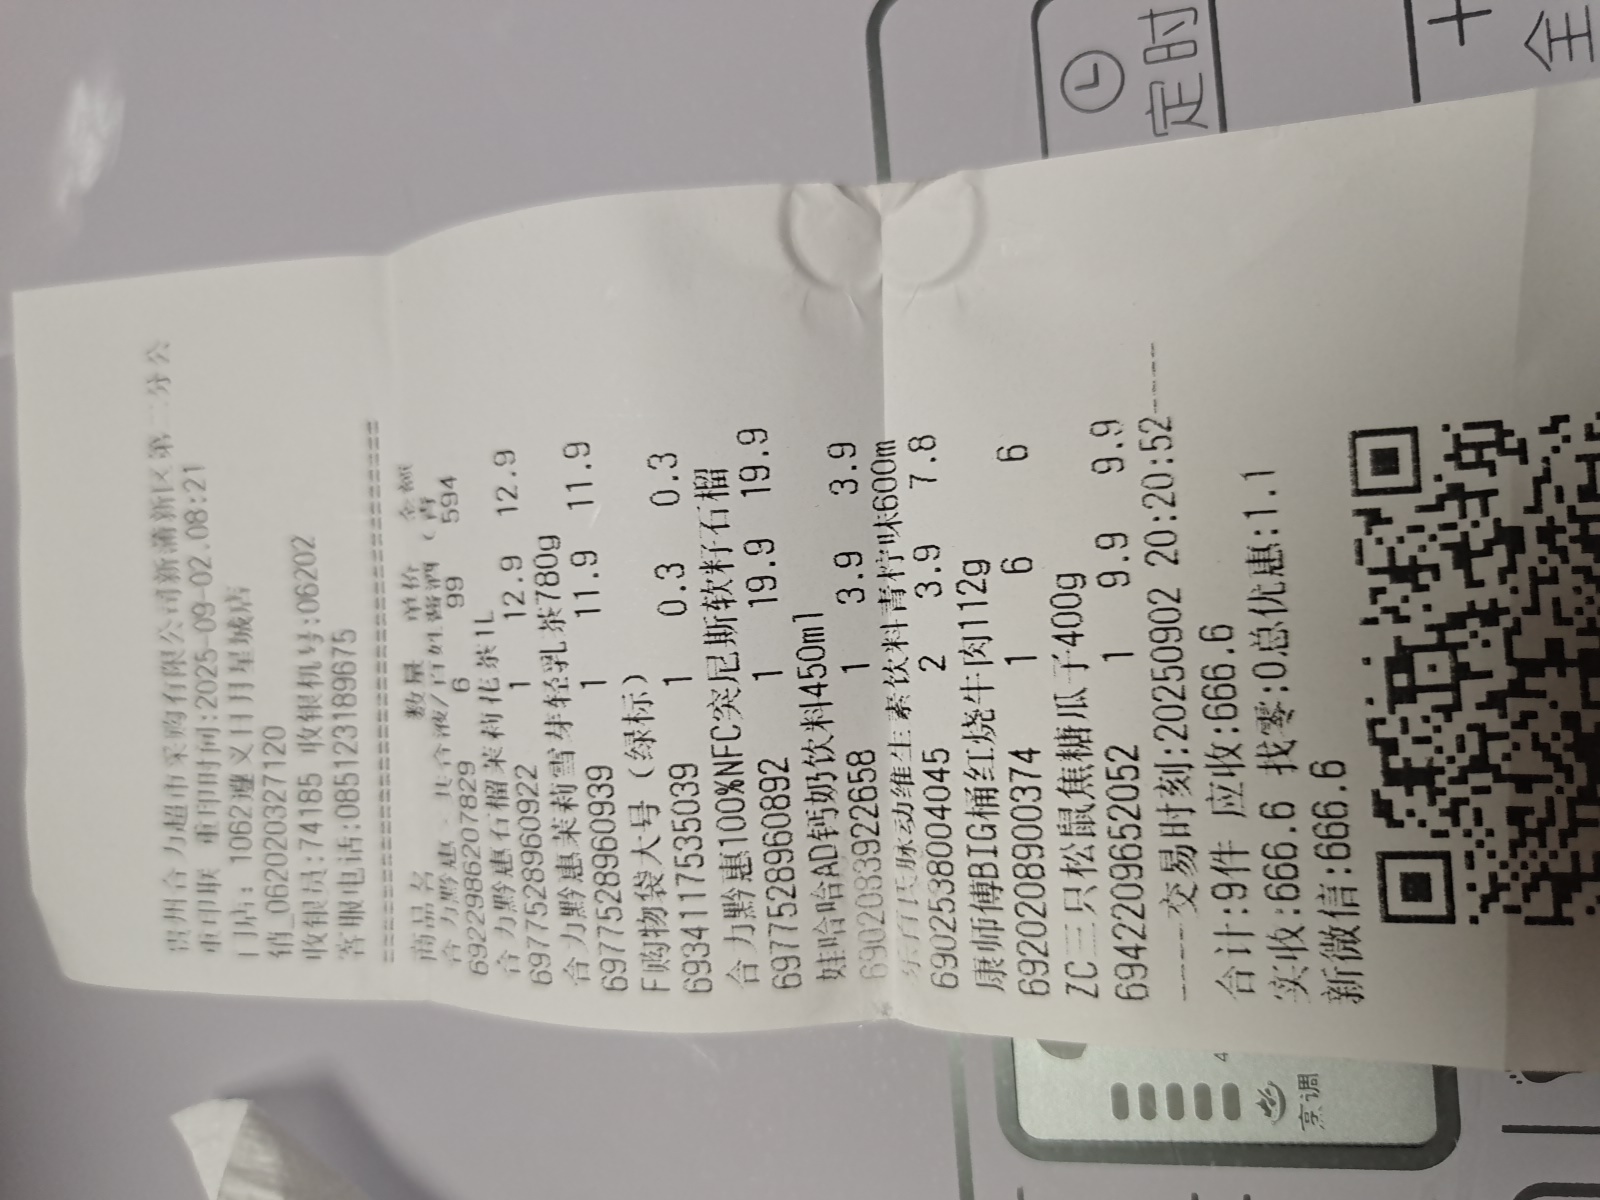 贵州合力超市采购有限公司新蒲新区第二分公
重印联 重印时间:2025-09-02.08:21
门店: 1062遵义日月星城店
销_0620203271​20
收银员:74185 收银机号:06202
客服电话:085123189675
================================
商品名 数量 单价 金额
合力黔惠·共合液/百姓酱酒(青
6922986207829 6 99 594
合力黔惠石榴茉莉花茶1L
6977528960922 1 12.9 12.9
合力黔惠茉莉雪芽轻乳茶780g
6977528960939 1 11.9 11.9
F购物袋大号(绿标)
6934117535039 1 0.3 0.3
合力黔惠100%NFC突尼斯软籽石榴
6977528960892 1 19.9 19.9
娃哈哈AD钙奶饮料450ml
6902083922658 1 3.9 3.9
乐百氏脉动维生素饮料青柠味600m
6902538004045 2 3.9 7.8
康师傅BIG桶红烧牛肉112g
6920208900374 1 6 6
ZC三只松鼠焦糖瓜子400g
6942209652052 1 9.9 9.9
----交易时刻:20250902 20:20:52----
合计:9件 应收:666.6
实收:666.6 找零:0总优惠:1.1
新微信:666.6
定时
全
烹调
4